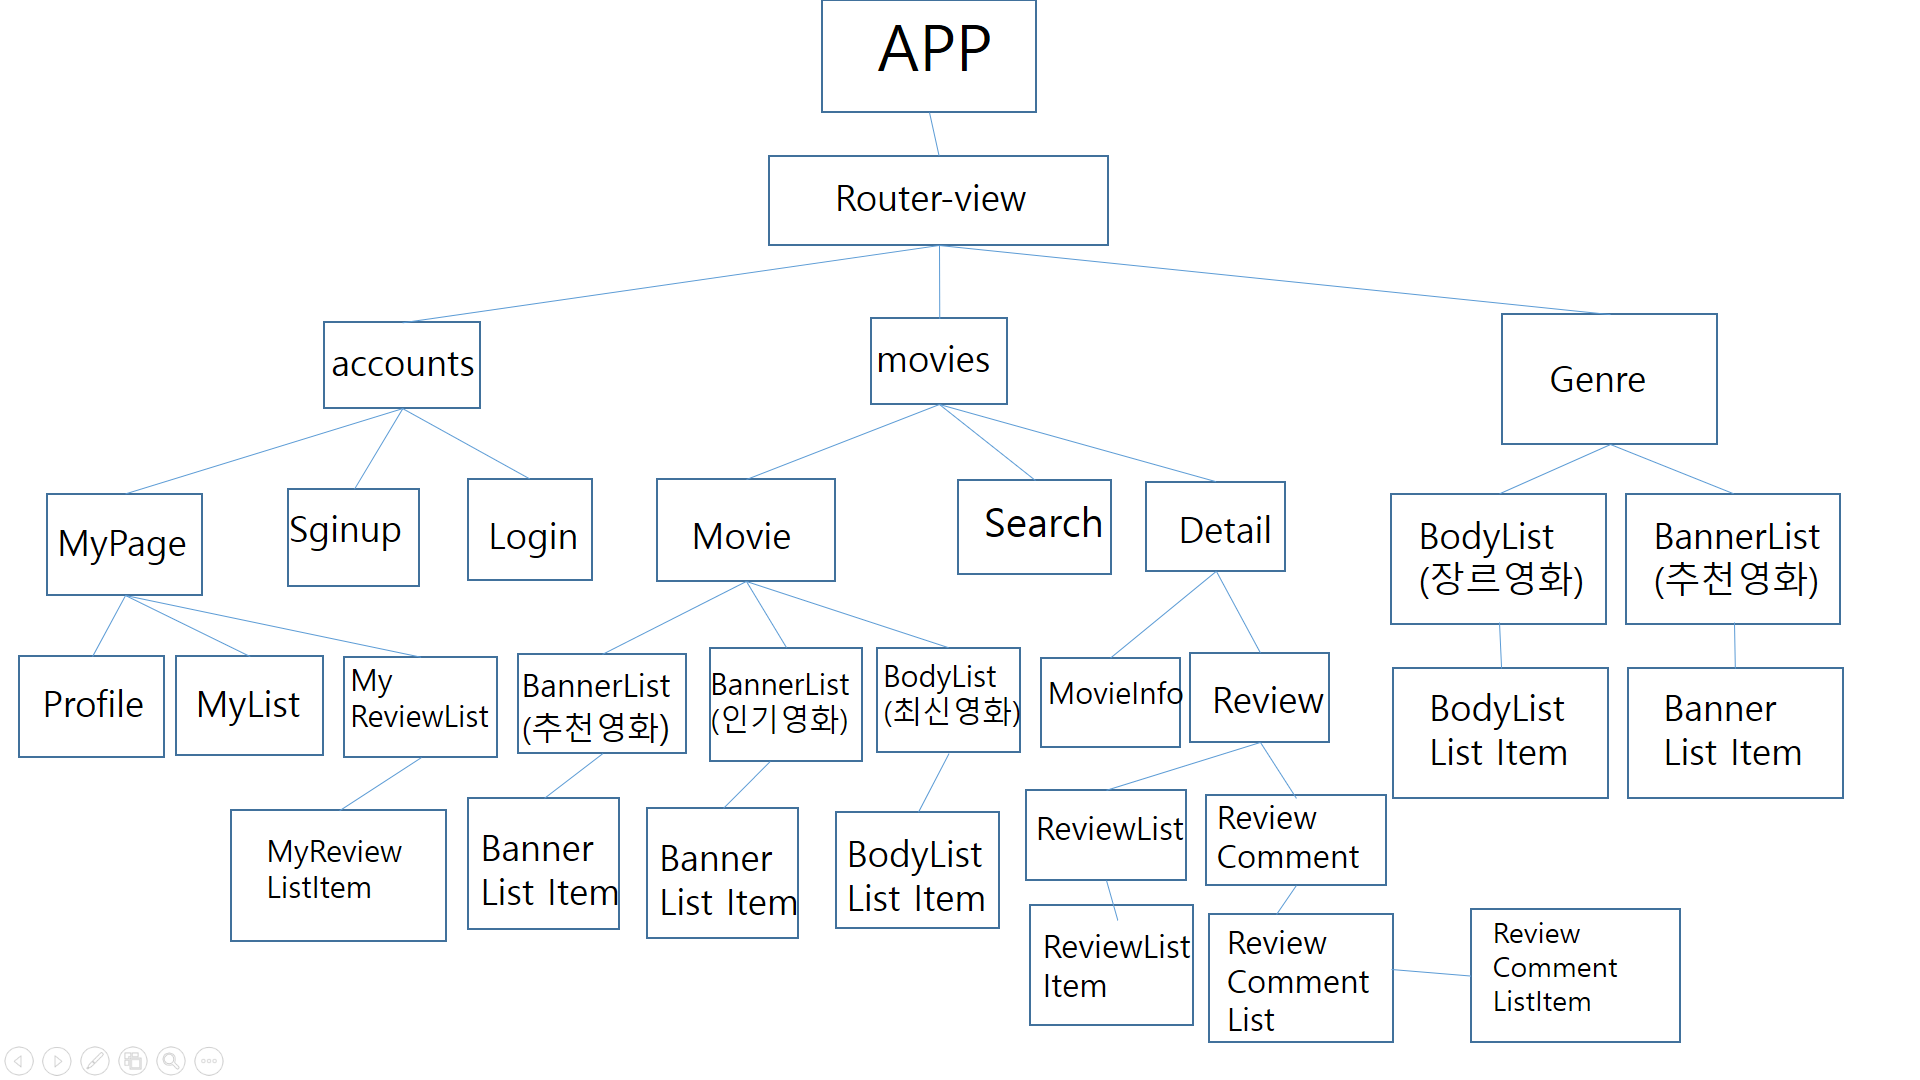 APP
Router-view
accounts
movies
Genre
MyPage
Sginup
Login
Movie
Search
Detail
BodyList
(장르영화)
BannerList
(추천영화)
Profile
MyList
My
ReviewList
BannerList
(추천영화)
BannerList
(인기영화)
BodyList
(최신영화)
MovieInfo
Review
BodyList
List Item
Banner
List Item
MyReview
ListItem
Banner
List Item
Banner
List Item
BodyList
List Item
ReviewList
Review
Comment
ReviewList
Item
Review
Comment
List
Review
Comment
ListItem